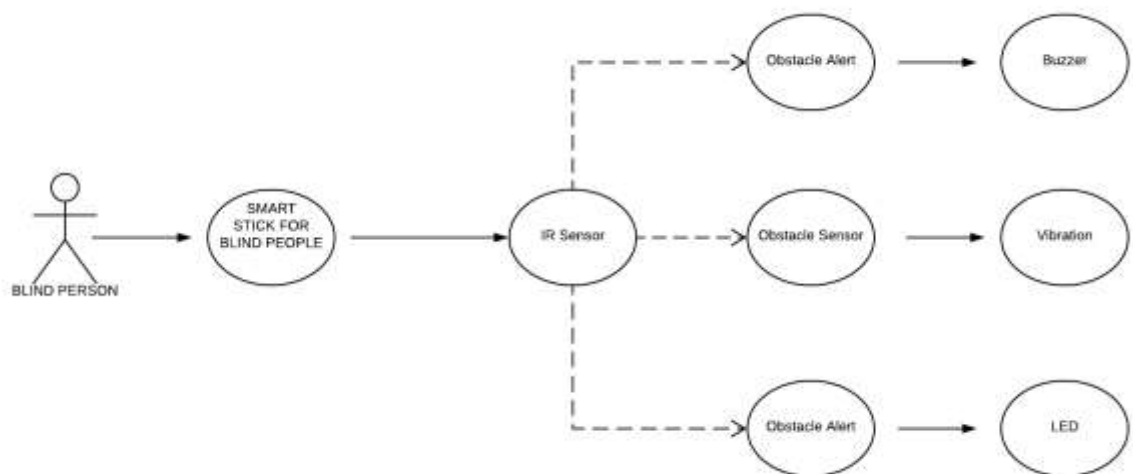 Obstacle Alert
Buzzer
SMART
STICK FOR
BLIND PEOPLE
IR Sensor
Obstacle Sensor
Vibration
BLIND PERSON
Obstacle Alert
LED